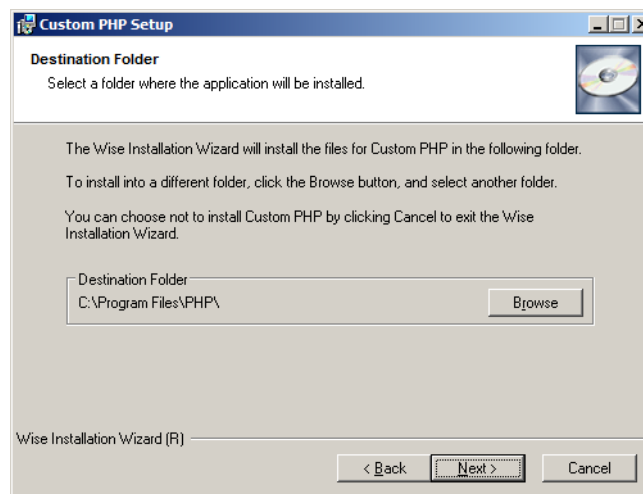 Custom PHP Setup
Destination Folder
Select a folder where the application will be installed.
The Wise Installation Wizard will install the files for Custom PHP in the following folder.
To install into a different folder, click the Browse button, and select another folder.
You can choose not to install Custom PHP by clicking Cancel to exit the Wise
Installation Wizard.
Destination Folder
C:\Program Files\PHP\
Browse
Wise Installation Wizard (R)
< Back
Next >
Cancel